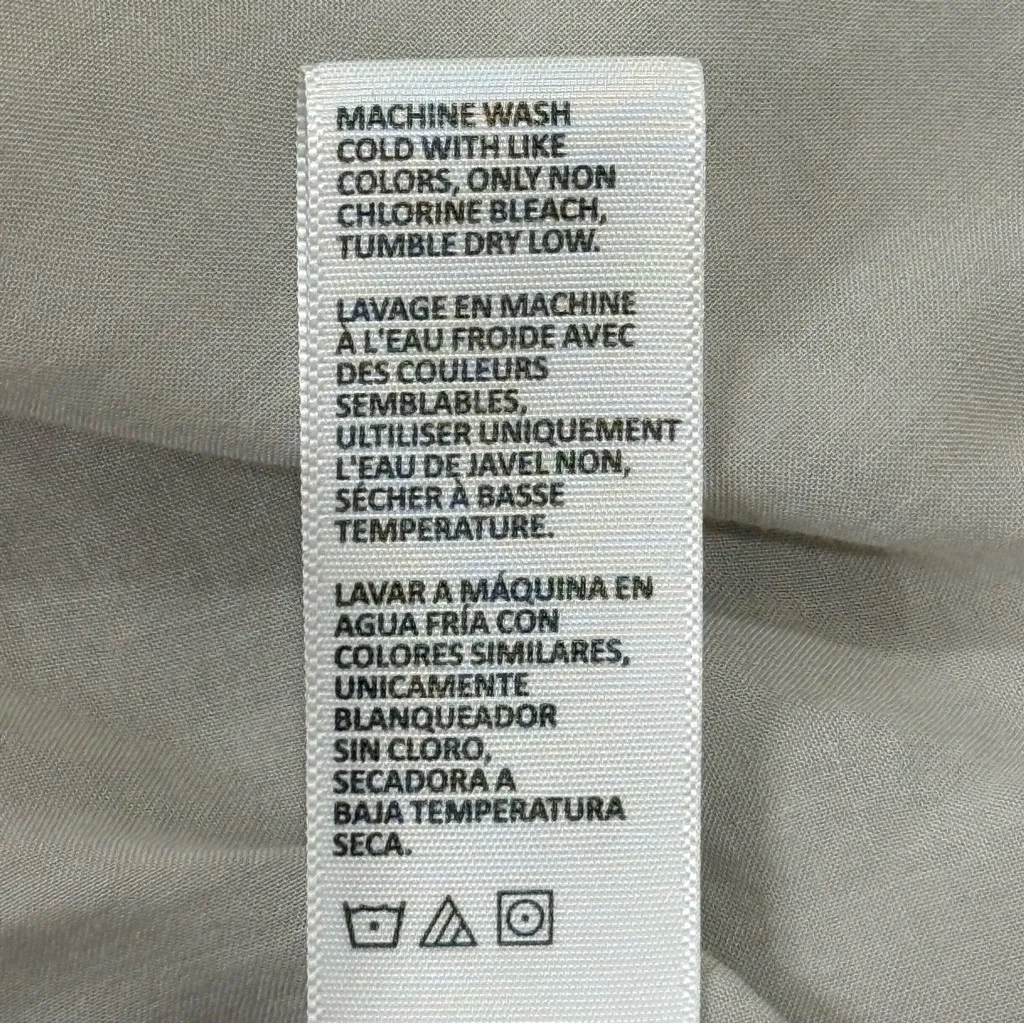 MACHINE WASH
COLD WITH LIKE
COLORS, ONLY NON
CHLORINE BLEACH,
TUMBLE DRY LOW.
LAVAGE EN MACHINE
À L'EAU FROIDE AVEC
DES COULEURS
SEMBLABLES,
ULTILISER UNIQUEMENT
L'EAU DE JAVEL NON,
SÉCHER À BASSE
TEMPERATURE.
LAVAR A MÁQUINA EN
AGUA FRÍA CON
COLORES SIMILARES,
UNICAMENTE
BLANQUEADOR
SIN CLORO,
SECADORA A
BAJA TEMPERATURA
SECA.